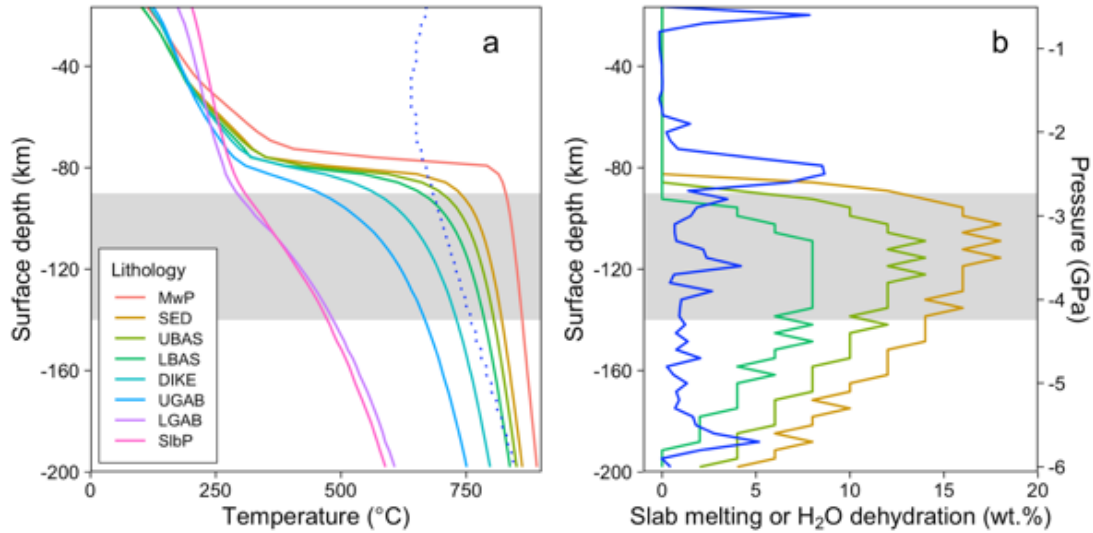 a
b
-40
-80
-120
-160
-200
Surface depth (km)
Lithology
MwP
SED
UBAS
LBAS
DIKE
UGAB
LGAB
SlbP
0
250
500
750
Temperature (°C)
-40
-80
-120
-160
-200
Surface depth (km)
0
5
10
15
20
Slab melting or H₂O dehydration (wt.%)
-1
-2
-3
-4
-5
-6
Pressure (GPa)